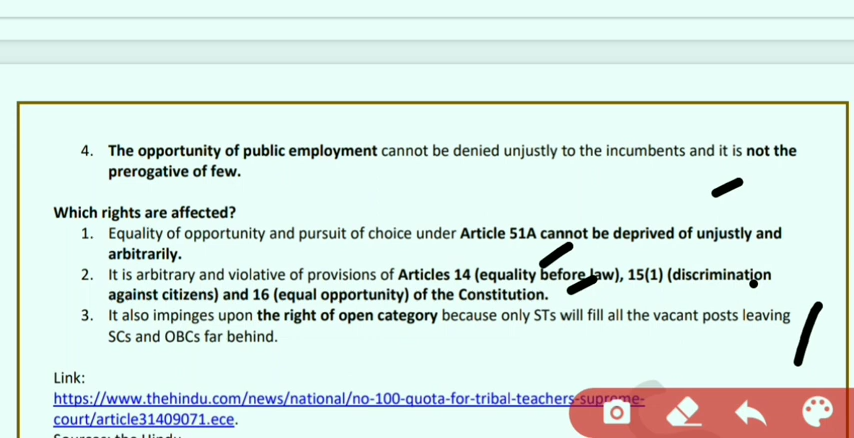 4. The opportunity of public employment cannot be denied unjustly to the incumbents and it is not the
prerogative of few.
Which rights are affected?
1. Equality of opportunity and pursuit of choice under Article 51A cannot be deprived of unjustly and
arbitrarily.
2. It is arbitrary and violative of provisions of Articles 14 (equality before law), 15(1) (discrimination
against citizens) and 16 (equal opportunity) of the Constitution.
3. It also impinges upon the right of open category because only STs will fill all the vacant posts leaving
SCs and OBCs far behind.
Link:
https://www.thehindu.com/news/national/no-100-quota-for-tribal-teachers-supreme-
court/article31409071.ece.